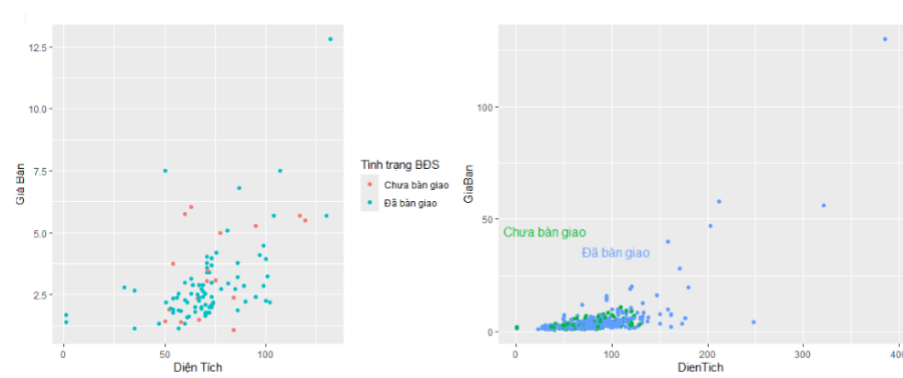 12.5
10.0
7.5
5.0
2.5
Giá Bán
0
50
100
Diện Tích
Tình trạng BĐS
Chưa bàn giao
Đã bàn giao
100
50
0
GiaBan
Chưa bàn giao
Đã bàn giao
0
100
200
300
400
DienTich